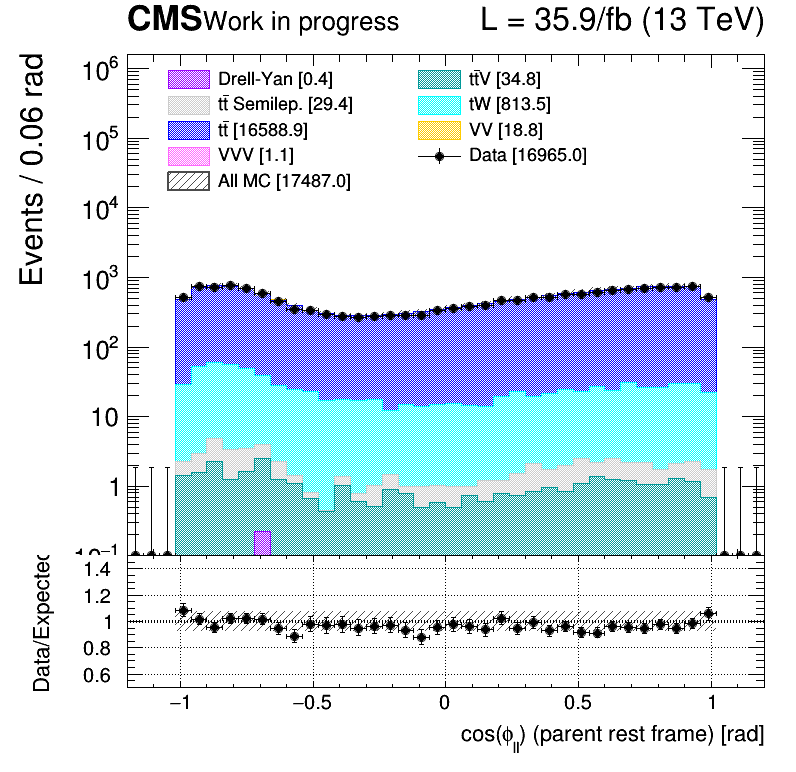 CMS Work in progress L = 35.9/fb (13 TeV)
Events / 0.06 rad
Drell-Yan [0.4]
tt̄ Semilep. [29.4]
tt̄ [16588.9]
VVV [1.1]
All MC [17487.0]
tt̄V [34.8]
tW [813.5]
VV [18.8]
Data [16965.0]
10⁶
10⁵
10⁴
10³
10²
10
1
10⁻¹
Data/Expected
1.4
1.2
1
0.8
0.6
−1 −0.5 0 0.5 1
cos(ϕ_ll) (parent rest frame) [rad]